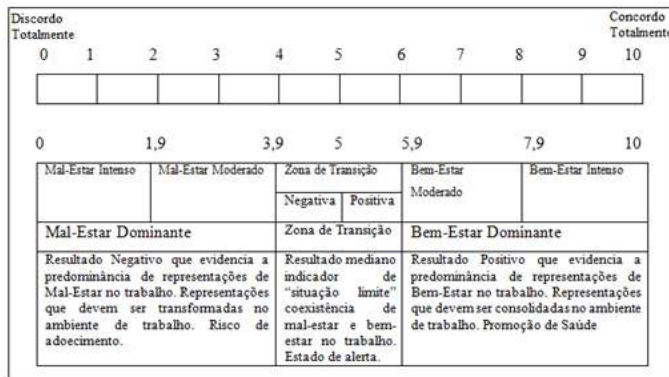 Discordo Concordo
Totalmente Totalmente
0 1 2 3 4 5 6 7 8 9 10
0 1,9 3,9 5 5,9 7,9 10
Mal-Estar Intenso Mal-Estar Moderado Zona de Transição Bem-Estar Moderado Bem-Estar Intenso
Negativa Positiva
Mal-Estar Dominante Zona de Transição Bem-Estar Dominante
Resultado Negativo que evidencia a
predominância de representações de
Mal-Estar no trabalho. Representações
que devem ser transformadas no
ambiente de trabalho. Risco de
adoecimento.
Resultado mediano
indicador de
“situação limite”
coexistência de
mal-estar e bem-
estar no trabalho.
Estado de alerta.
Resultado Positivo que evidencia a
predominância de representações de
Bem-Estar no trabalho. Representações
que devem ser consolidadas no ambiente
de trabalho. Promoção de Saúde